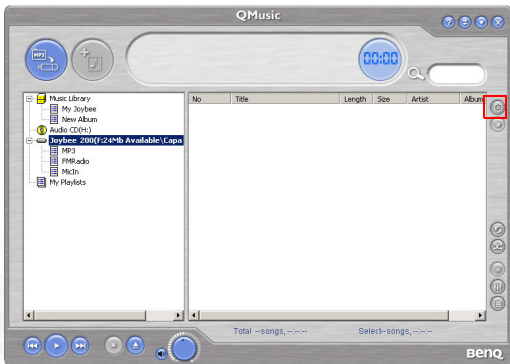 QMusic
MP3
00:00
Music Library
My Joybee
New Album
Audio CD(H:)
Joybee 200(F:24Mb Available\Capa
MP3
FMRadio
MicIn
My Playlists
No Title Length Size Artist Album
Total --songs, --:--:-- Select--songs, --:--:--
BenQ